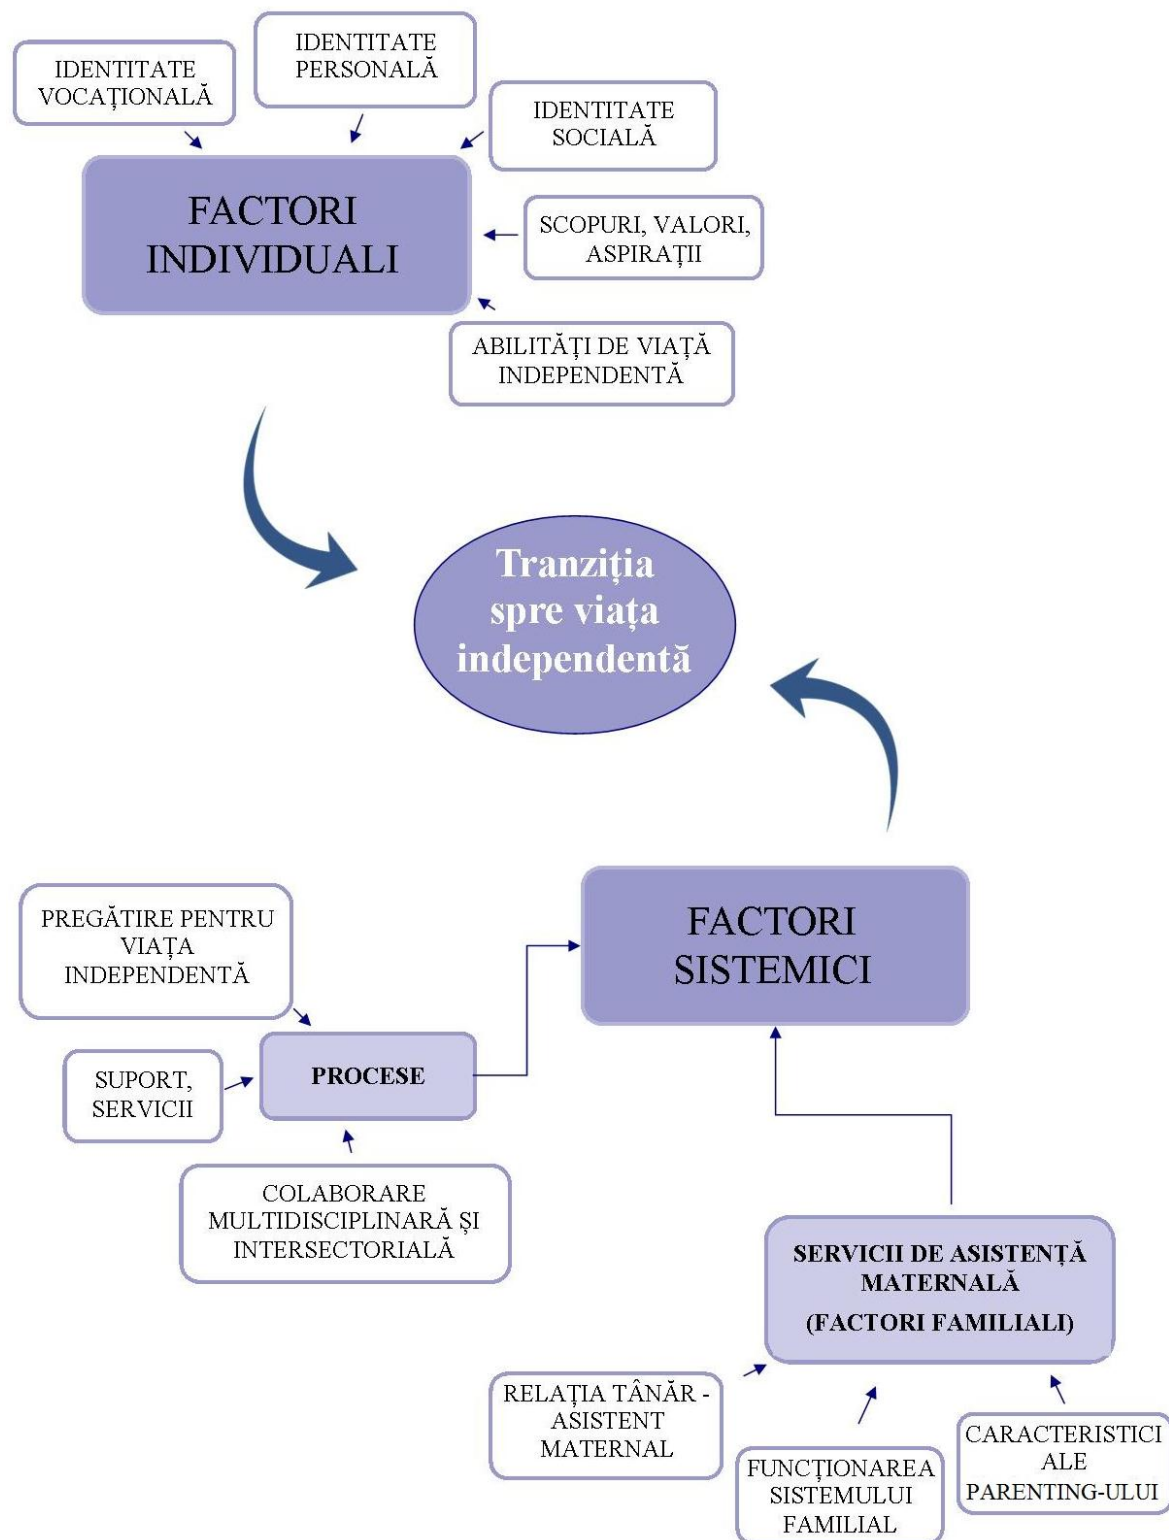 IDENTITATE
VOCAȚIONALĂ
IDENTITATE
PERSONALĂ
IDENTITATE
SOCIALĂ
FACTORI
INDIVIDUALI
SCOPURI, VALORI,
ASPIRAȚII
ABILITĂȚI DE VIAȚĂ
INDEPENDENTĂ
Tranziția
spre viața
independentă
FACTORI
SISTEMICI
PREGĂTIRE PENTRU
VIAȚA
INDEPENDENTĂ
PROCESE
SUPORT,
SERVICII
COLABORARE
MULTIDISCIPLINARĂ ȘI
INTERSECTORIALĂ
SERVICII DE ASISTENȚĂ
MATERNALĂ
(FACTORI FAMILIALI)
RELAȚIA TÂNĂR -
ASISTENT
MATERNAL
FUNCȚIONAREA
SISTEMULUI
FAMILIAL
CARACTERISTICI
ALE
PARENTING-ULUI